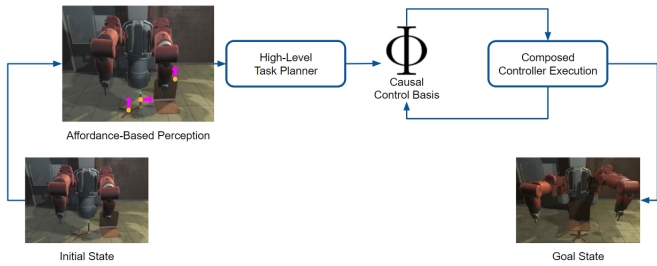 High-Level
Task Planner
Φ
Causal
Control Basis
Composed
Controller Execution
Affordance-Based Perception
Initial State
Goal State